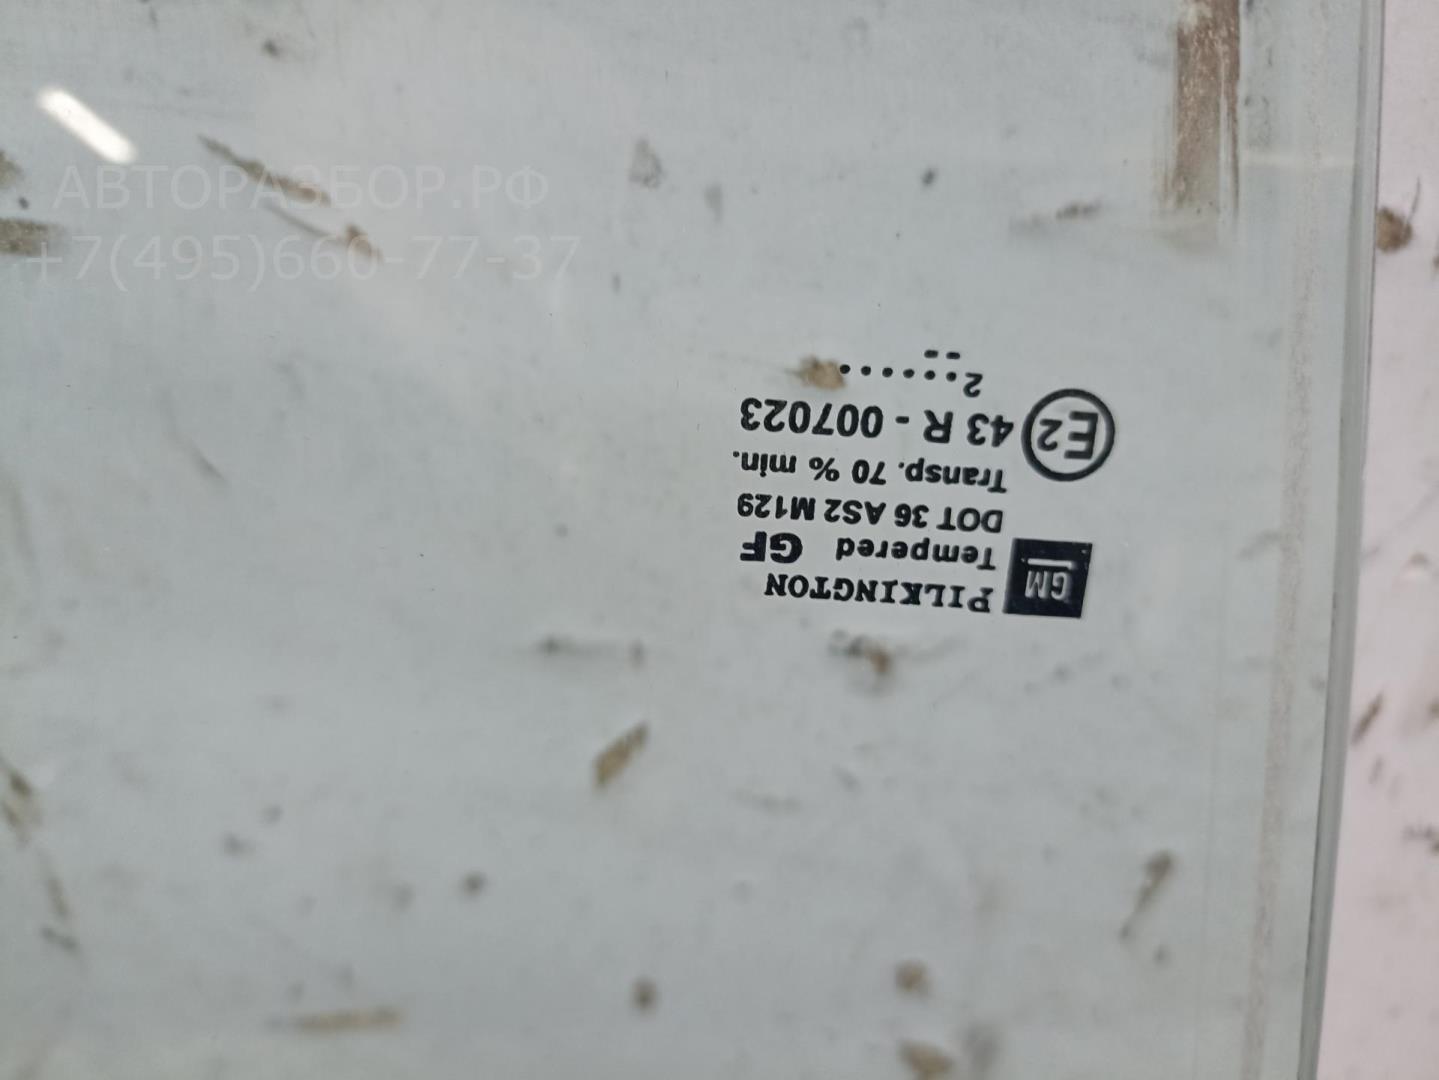 АВТОРАЗБОР.РФ
+7(495)660-77-37
GM
PILKINGTON
Tempered GF
DOT 36 AS2 M129
Transp. 70 % min.
E2 43 R - 007023
2.......
--